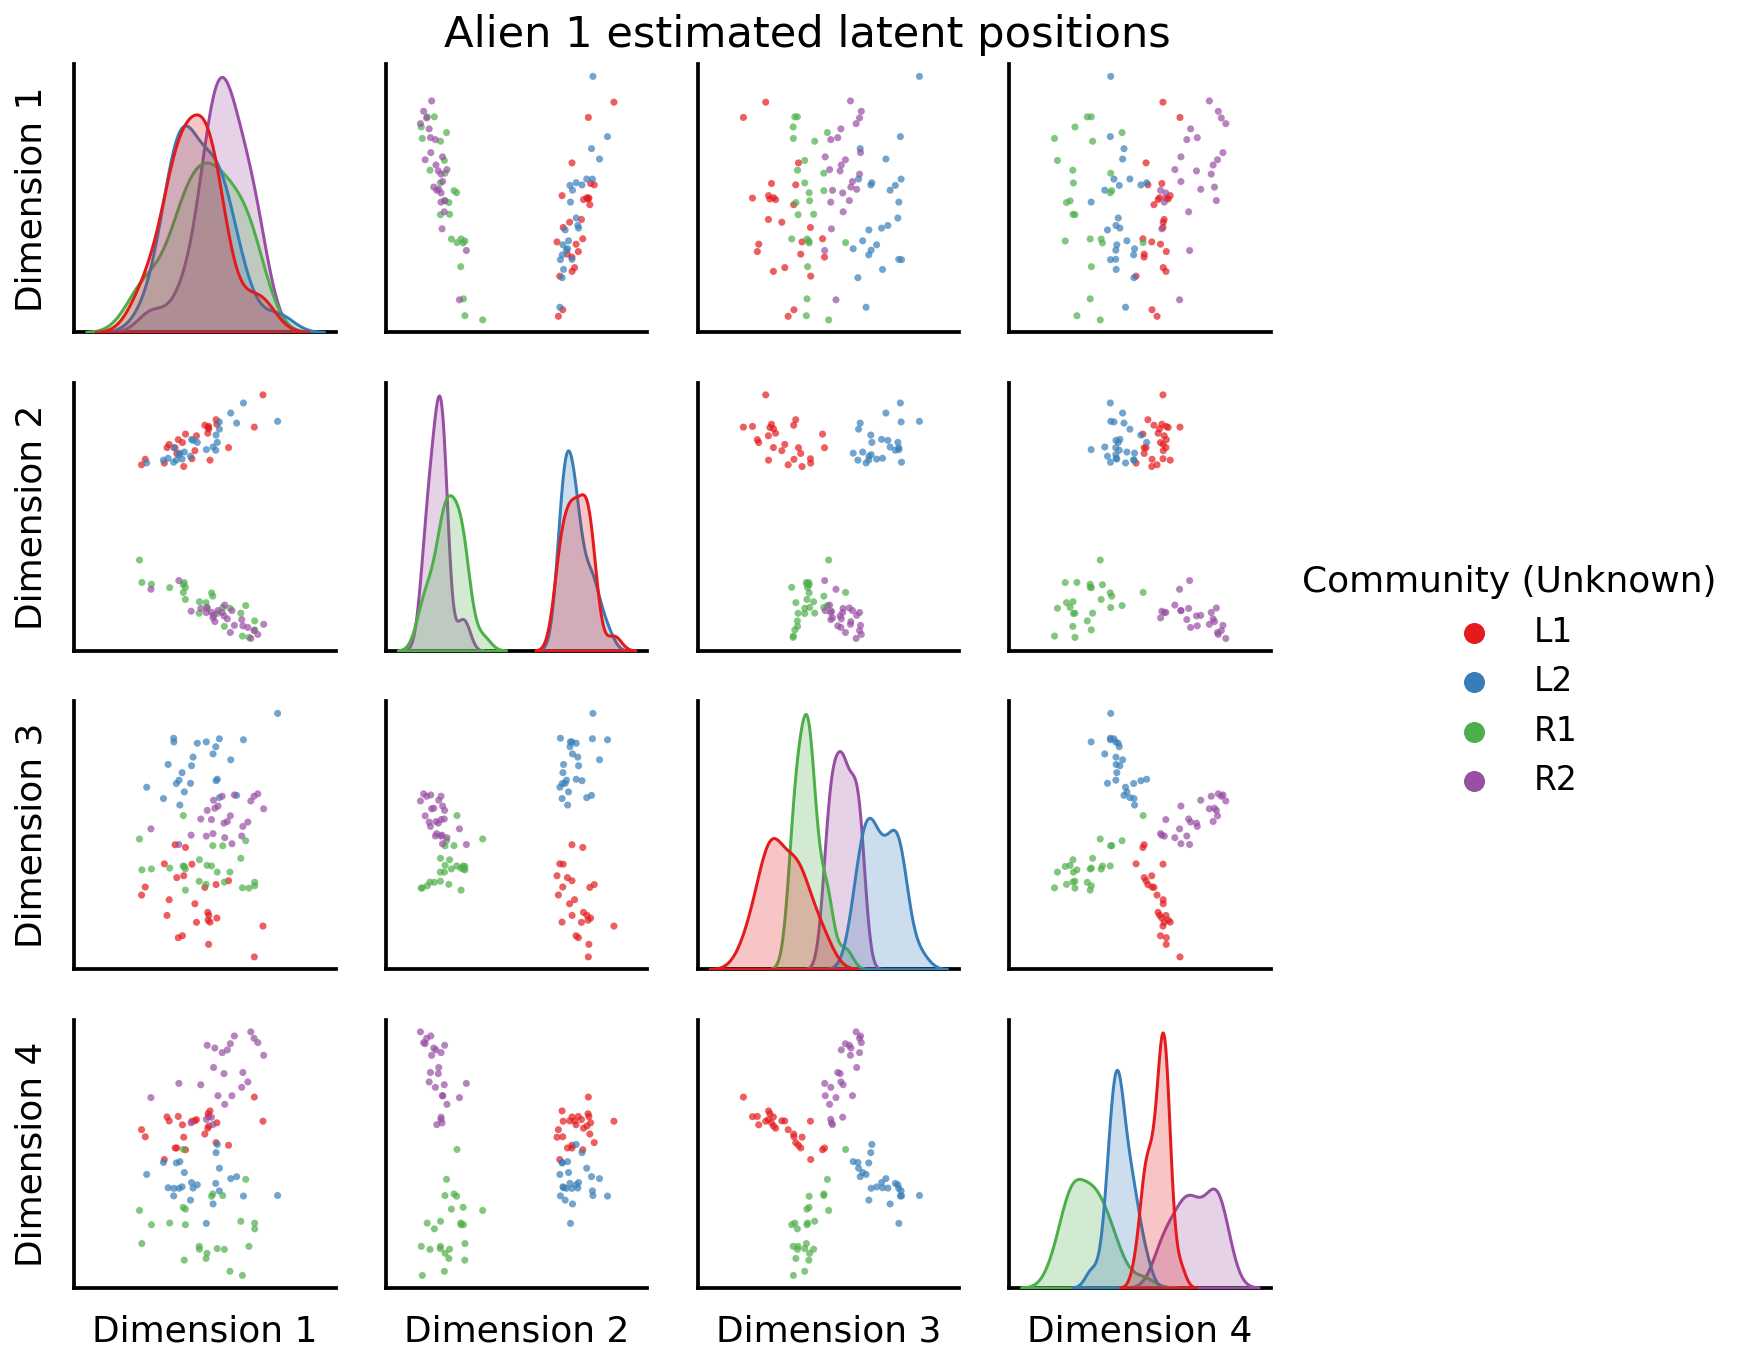 Alien 1 estimated latent positions
Dimension 1
Dimension 2
Dimension 3
Dimension 4
Community (Unknown)
L1
L2
R1
R2
Dimension 1
Dimension 2
Dimension 3
Dimension 4